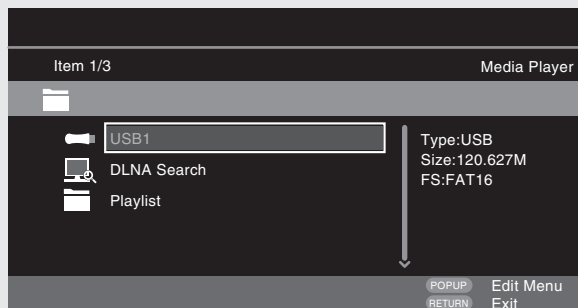 Item 1/3
Media Player
USB1
DLNA Search
Playlist
Type:USB
Size:120.627M
FS:FAT16
POPUP Edit Menu
RETURN Exit